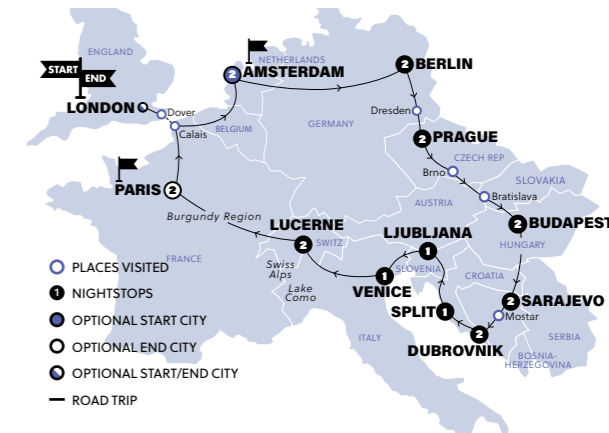 ENGLAND
START
END
LONDON
Dover
Calais
NETHERLANDS
2
AMSTERDAM
BELGIUM
2
BERLIN
GERMANY
Dresden
2
PRAGUE
CZECH REP
Brno
SLOVAKIA
Bratislava
AUSTRIA
2
BUDAPEST
HUNGARY
PARIS
2
Burgundy Region
FRANCE
LUCERNE
2
SWITZ
Swiss
Alps
Lake
Como
LJUBLJANA
1
SLOVENIA
VENICE
1
CROATIA
SPLIT
1
2
SARAJEVO
Mostar
2
DUBROVNIK
SERBIA
BOSNIA-
HERZEGOVINA
ITALY
PLACES VISITED
1 NIGHTSTOPS
OPTIONAL START CITY
OPTIONAL END CITY
OPTIONAL START/END CITY
ROAD TRIP